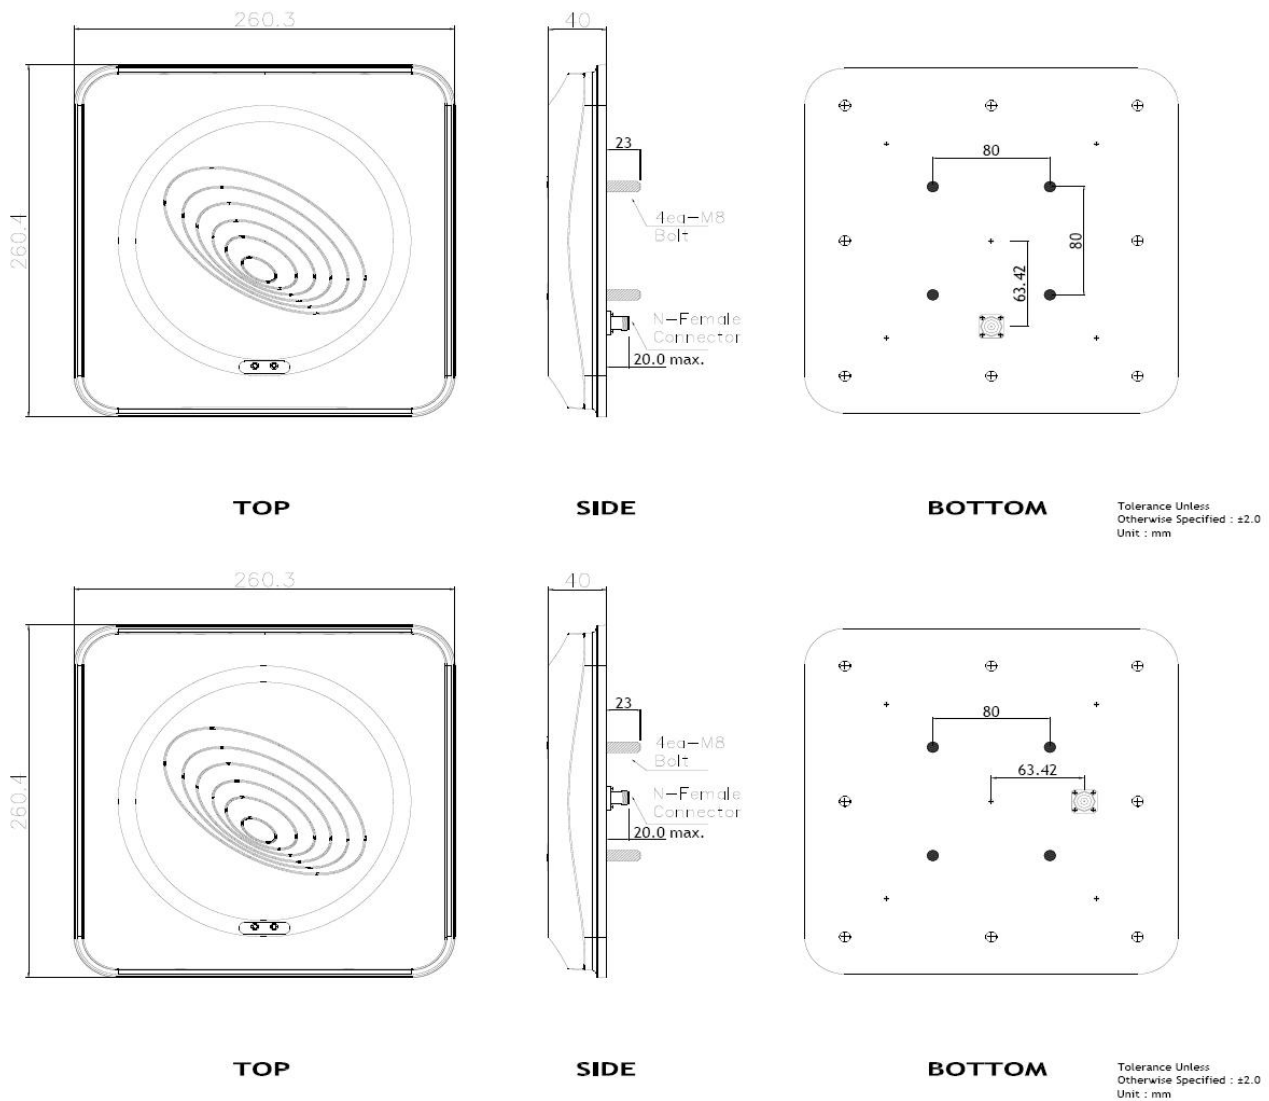 260.3
40
260.4
23
80
4ea-M8
Bolt
80
63.42
N-Female
Connector
20.0 max.
TOP
SIDE
BOTTOM
Tolerance Unless
Otherwise Specified : ±2.0
Unit : mm
260.3
40
260.4
23
80
4ea-M8
Bolt
63.42
N-Female
Connector
20.0 max.
TOP
SIDE
BOTTOM
Tolerance Unless
Otherwise Specified : ±2.0
Unit : mm